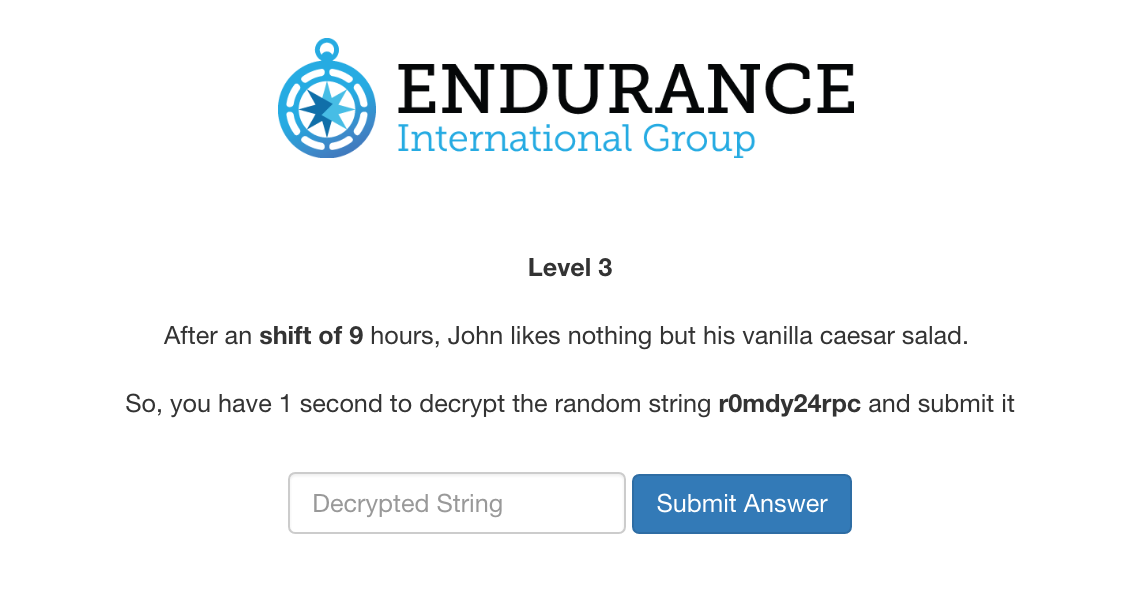 ENDURANCE
International Group
Level 3
After an shift of 9 hours, John likes nothing but his vanilla caesar salad.
So, you have 1 second to decrypt the random string r0mdy24rpc and submit it
Decrypted String
Submit Answer